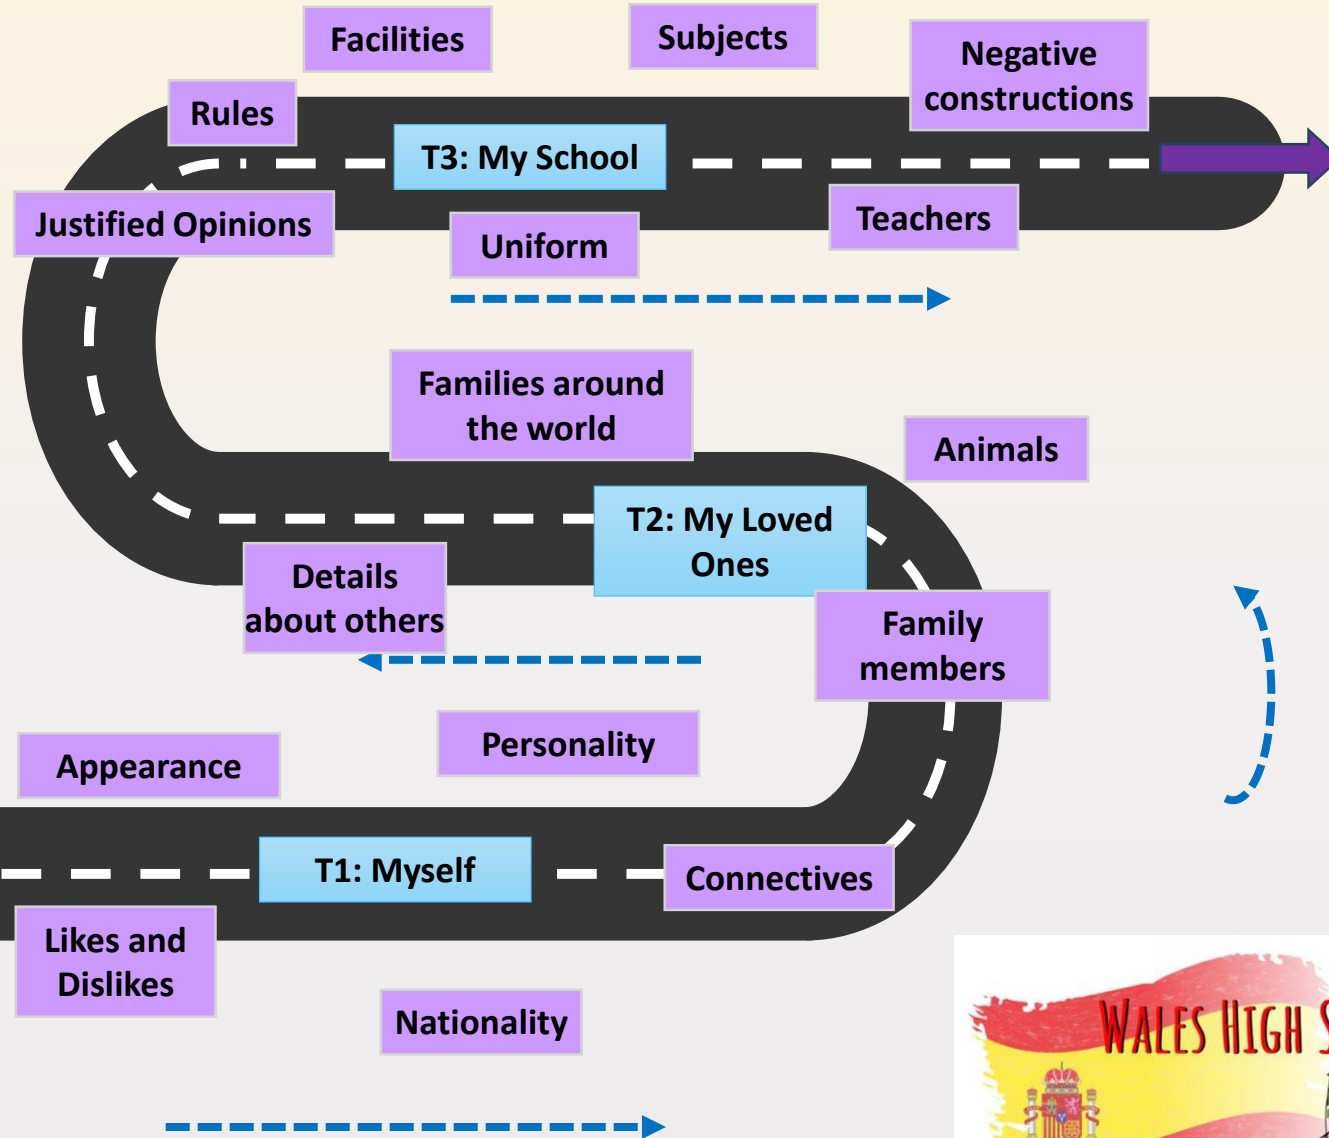 Facilities
Subjects
Negative
constructions
Rules
T3: My School
Justified Opinions
Uniform
Teachers
Families around
the world
Animals
T2: My Loved
Ones
Details
about others
Family
members
Appearance
Personality
T1: Myself
Connectives
Likes and
Dislikes
Nationality
WALES HIGH